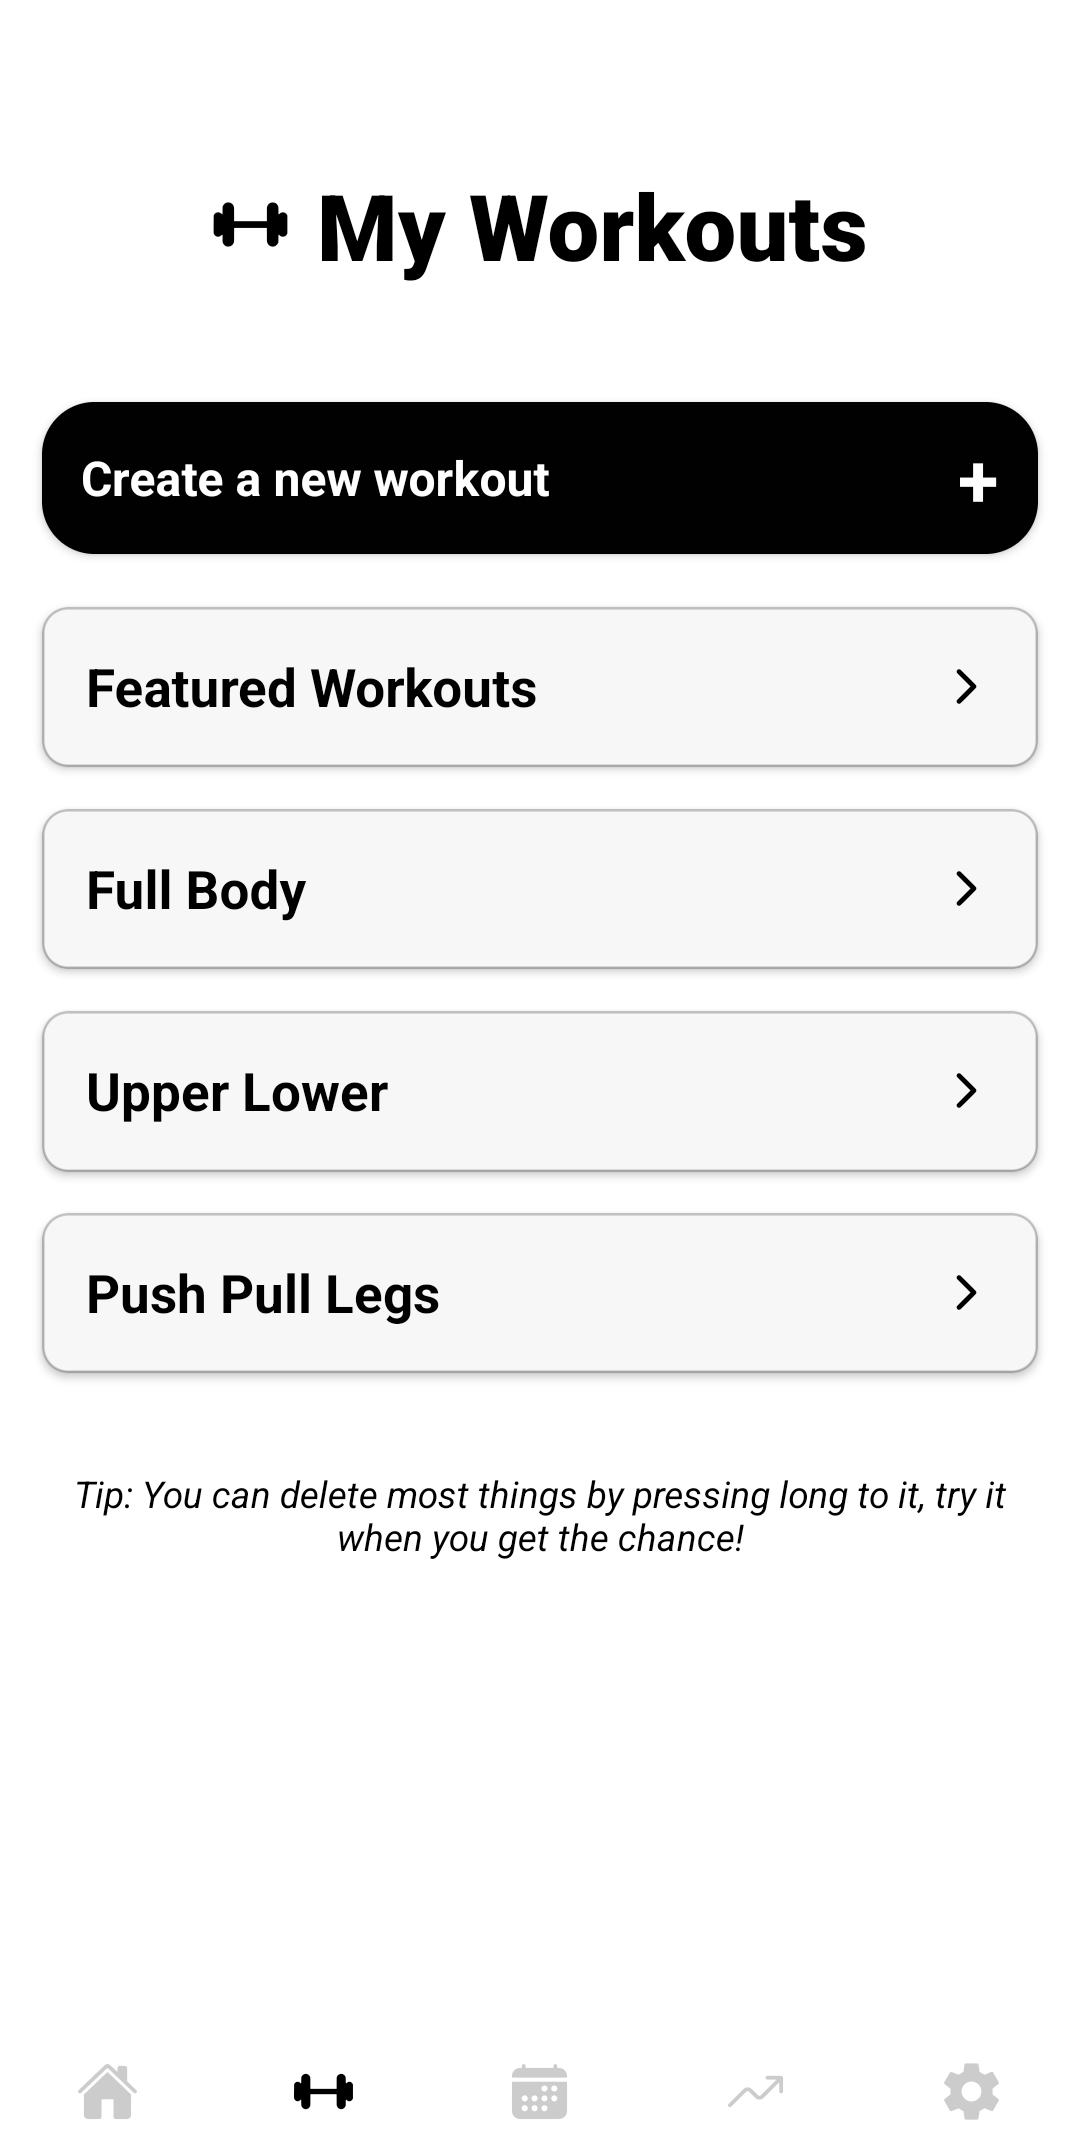 My Workouts
Create a new workout
Featured Workouts
Full Body
Upper Lower
Push Pull Legs
Tip: You can delete most things by pressing long to it, try it
when you get the chance!